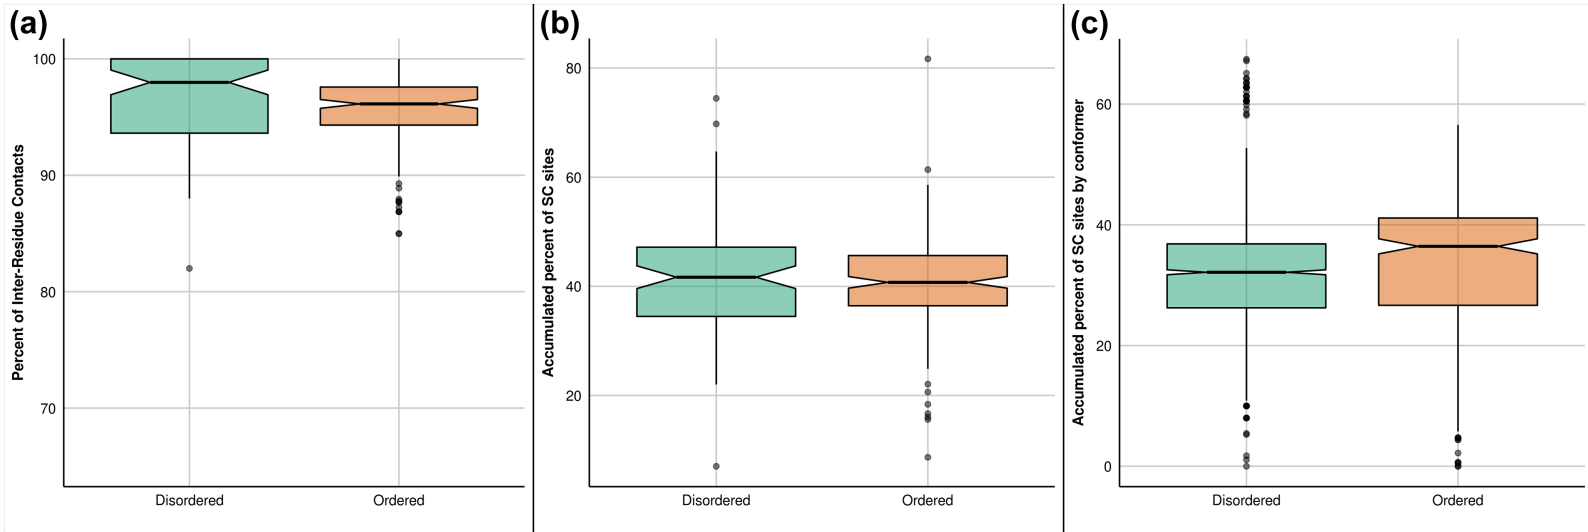 (a)
Percent of Inter-Residue Contacts
100
90
80
70
Disordered
Ordered
(b)
Accumulated percent of SC sites
80
60
40
20
Disordered
Ordered
(c)
Accumulated percent of SC sites by conformer
60
40
20
0
Disordered
Ordered